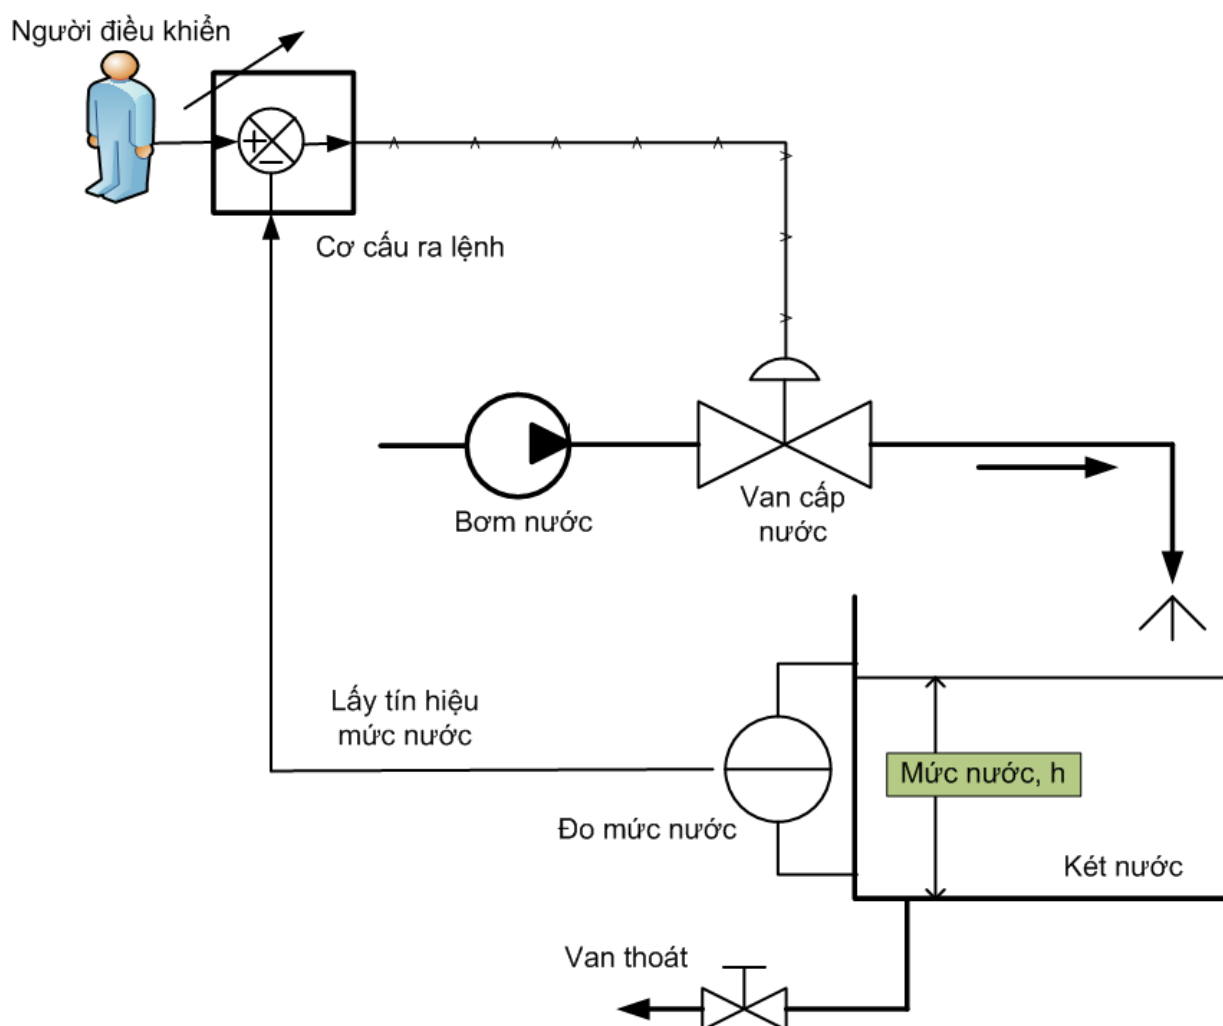 Người điều khiển
Cơ cấu ra lệnh
Bơm nước
Van cấp
nước
Lấy tín hiệu
mức nước
Mức nước, h
Đo mức nước
Két nước
Van thoát